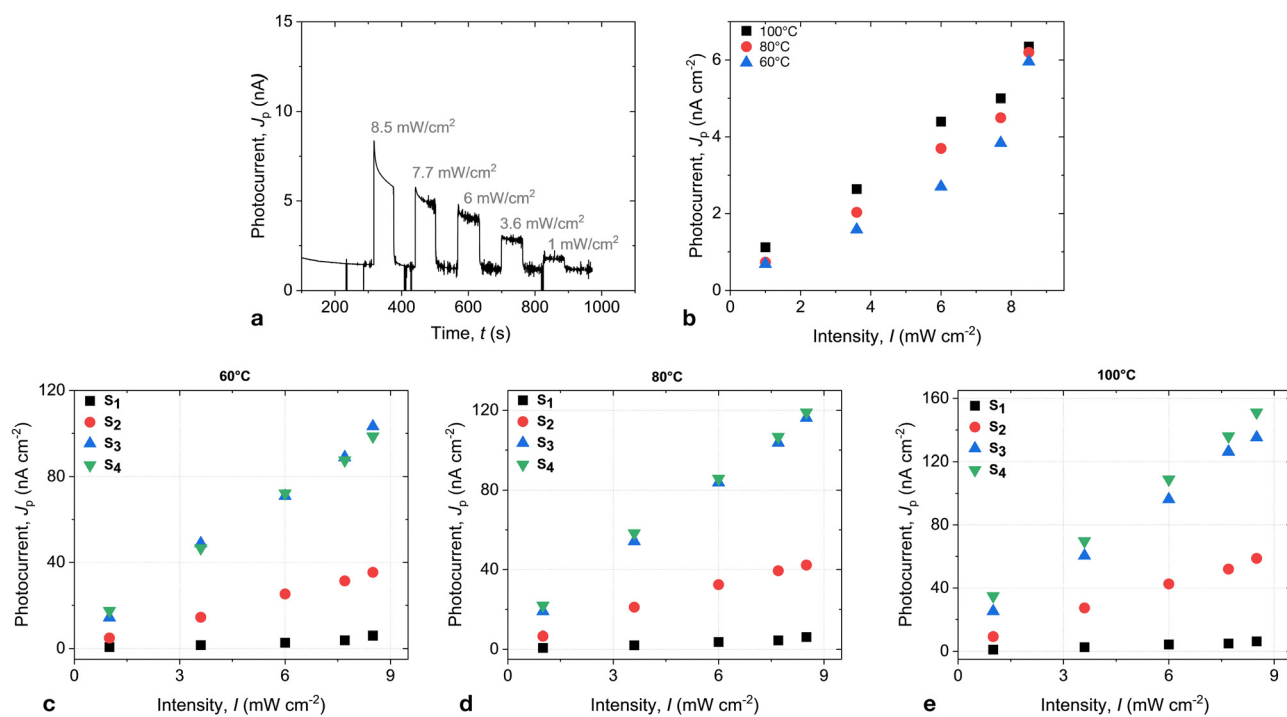 15
10
5
0
Photocurrent, Jp (nA)
8.5 mW/cm²
7.7 mW/cm²
6 mW/cm²
3.6 mW/cm²
1 mW/cm²
200 400 600 800 1000
a
Time, t (s)
100°C
80°C
60°C
6
4
2
0
Photocurrent, Jp (nA cm⁻²)
0 2 4 6 8
b
Intensity, I (mW cm⁻²)
60°C
S1
S2
S3
S4
120
80
40
0
Photocurrent, Jp (nA cm⁻²)
0 3 6 9
c
Intensity, I (mW cm⁻²)
80°C
S1
S2
S3
S4
120
80
40
0
Photocurrent, Jp (nA cm⁻²)
0 3 6 9
d
Intensity, I (mW cm⁻²)
100°C
S1
S2
S3
S4
160
120
80
40
0
Photocurrent, Jp (nA cm⁻²)
0 3 6 9
e
Intensity, I (mW cm⁻²)